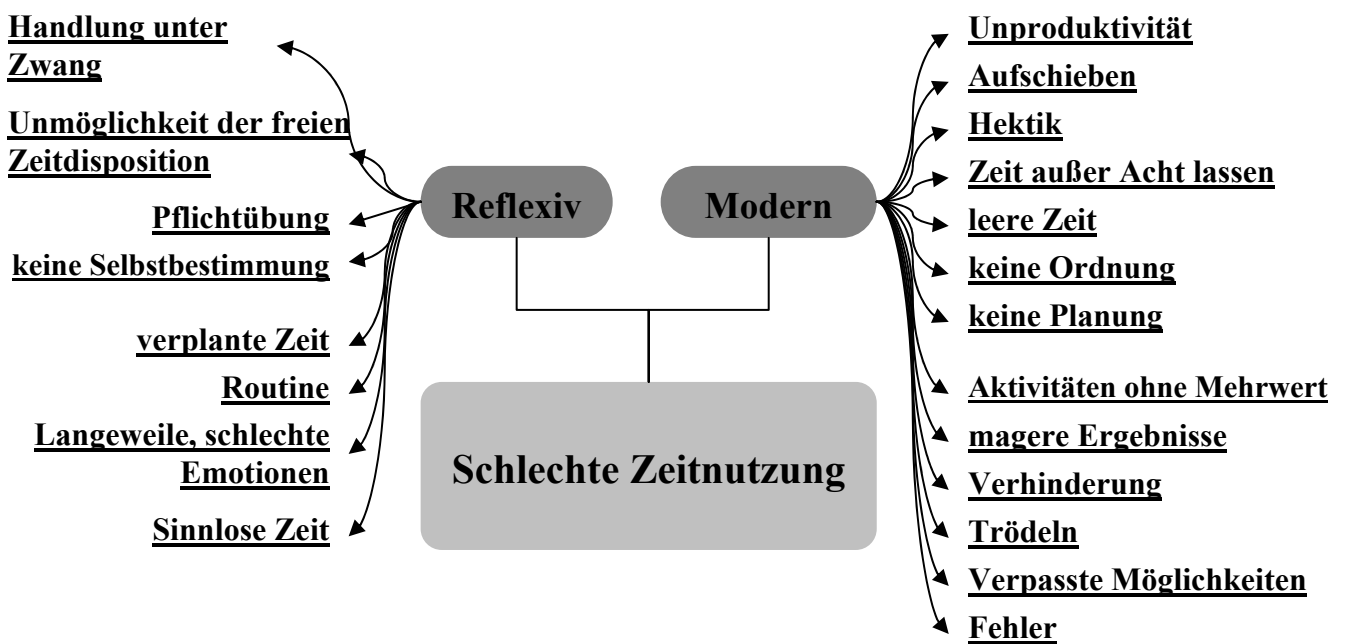 Handlung unter
Zwang
Unmöglichkeit der freien
Zeitdisposition
Pflichtübung
keine Selbstbestimmung
verplante Zeit
Routine
Langeweile, schlechte
Emotionen
Sinnlose Zeit
Reflexiv
Modern
Schlechte Zeitnutzung
Unproduktivität
Aufschieben
Hektik
Zeit außer Acht lassen
leere Zeit
keine Ordnung
keine Planung
Aktivitäten ohne Mehrwert
magere Ergebnisse
Verhinderung
Trödeln
Verpasste Möglichkeiten
Fehler